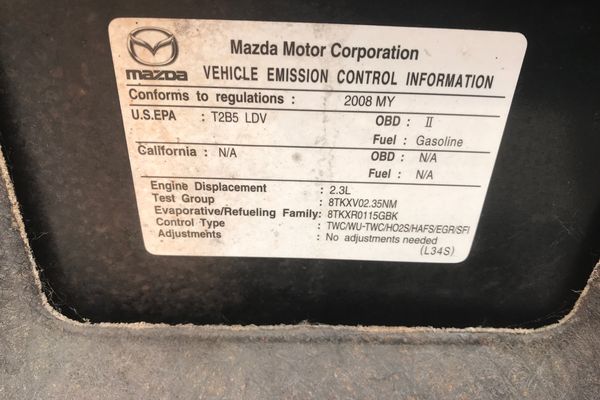 Mazda Motor Corporation
mazda VEHICLE EMISSION CONTROL INFORMATION
Conforms to regulations : 2008 MY
U.S.EPA : T2B5 LDV OBD : II
Fuel : Gasoline
California : N/A OBD : N/A
Fuel : N/A
Engine Displacement : 2.3L
Test Group : 8TKXV02.35NM
Evaporative/Refueling Family: 8TKXR0115GBK
Control Type : TWC/WU-TWC/HO2S/HAFS/EGR/SFI
Adjustments : No adjustments needed
(L34S)